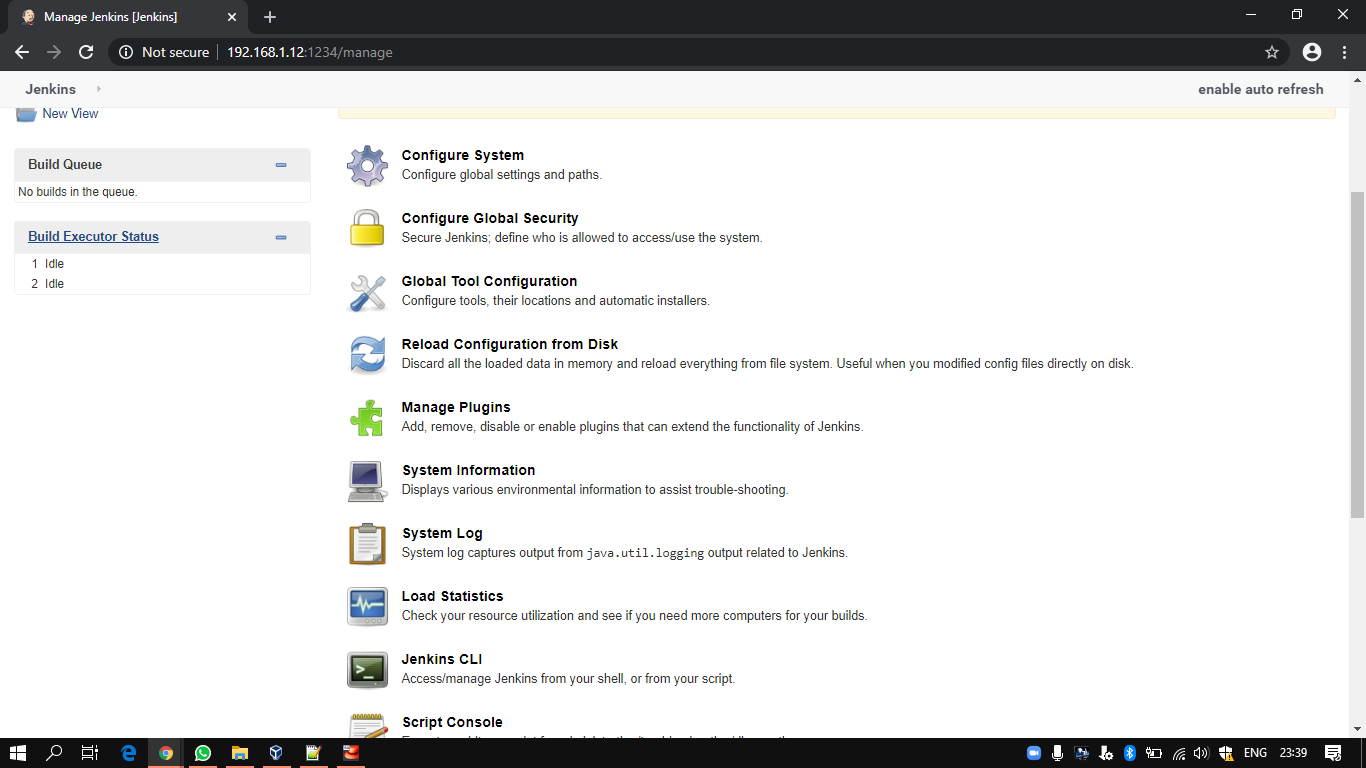 Manage Jenkins [Jenkins]
Not secure
192.168.1.12:1234/manage
Jenkins
enable auto refresh
New View
Build Queue
No builds in the queue.
Build Executor Status
1 Idle
2 Idle
Configure System
Configure global settings and paths.
Configure Global Security
Secure Jenkins; define who is allowed to access/use the system.
Global Tool Configuration
Configure tools, their locations and automatic installers.
Reload Configuration from Disk
Discard all the loaded data in memory and reload everything from file system. Useful when you modified config files directly on disk.
Manage Plugins
Add, remove, disable or enable plugins that can extend the functionality of Jenkins.
System Information
Displays various environmental information to assist trouble-shooting.
System Log
System log captures output from java.util.logging output related to Jenkins.
Load Statistics
Check your resource utilization and see if you need more computers for your builds.
Jenkins CLI
Access/manage Jenkins from your shell, or from your script.
Script Console
ENG
23:39